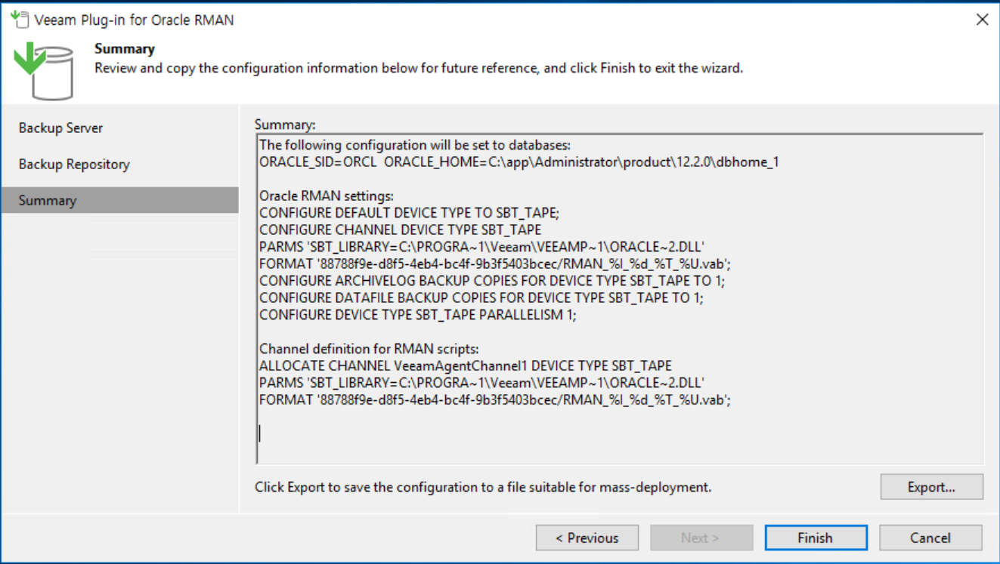 Veeam Plug-in for Oracle RMAN
Summary
Review and copy the configuration information below for future reference, and click Finish to exit the wizard.
Backup Server
Backup Repository
Summary
Summary:
The following configuration will be set to databases:
ORACLE_SID=ORCL  ORACLE_HOME=C:\app\Administrator\product\12.2.0\dbhome_1
Oracle RMAN settings:
CONFIGURE DEFAULT DEVICE TYPE TO SBT_TAPE;
CONFIGURE CHANNEL DEVICE TYPE SBT_TAPE
PARMS 'SBT_LIBRARY=C:\PROGRA~1\Veeam\VEEAMP~1\ORACLE~2.DLL'
FORMAT '88788f9e-d8f5-4eb4-bc4f-9b3f5403bcec/RMAN_%I_%d_%T_%U.vab';
CONFIGURE ARCHIVELOG BACKUP COPIES FOR DEVICE TYPE SBT_TAPE TO 1;
CONFIGURE DATAFILE BACKUP COPIES FOR DEVICE TYPE SBT_TAPE TO 1;
CONFIGURE DEVICE TYPE SBT_TAPE PARALLELISM 1;
Channel definition for RMAN scripts:
ALLOCATE CHANNEL VeeamAgentChannel1 DEVICE TYPE SBT_TAPE
PARMS 'SBT_LIBRARY=C:\PROGRA~1\Veeam\VEEAMP~1\ORACLE~2.DLL'
FORMAT '88788f9e-d8f5-4eb4-bc4f-9b3f5403bcec/RMAN_%I_%d_%T_%U.vab';
Click Export to save the configuration to a file suitable for mass-deployment.
Export...
< Previous
Next >
Finish
Cancel